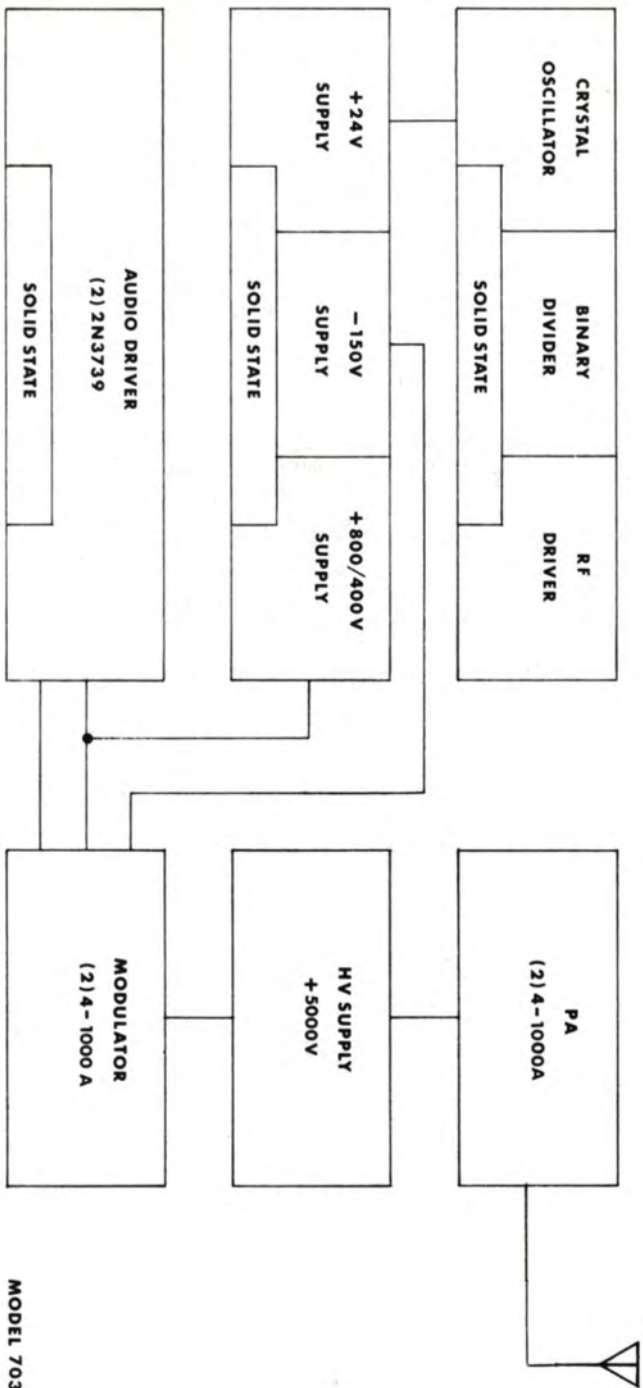 CRYSTAL
OSCILLATOR
BINARY
DIVIDER
RF
DRIVER
SOLID STATE
PA
(2) 4-1000A
+24V
SUPPLY
−150V
SUPPLY
+800/400V
SUPPLY
SOLID STATE
HV SUPPLY
+5000V
AUDIO DRIVER
(2) 2N3739
SOLID STATE
MODULATOR
(2) 4-1000 A
MODEL 703